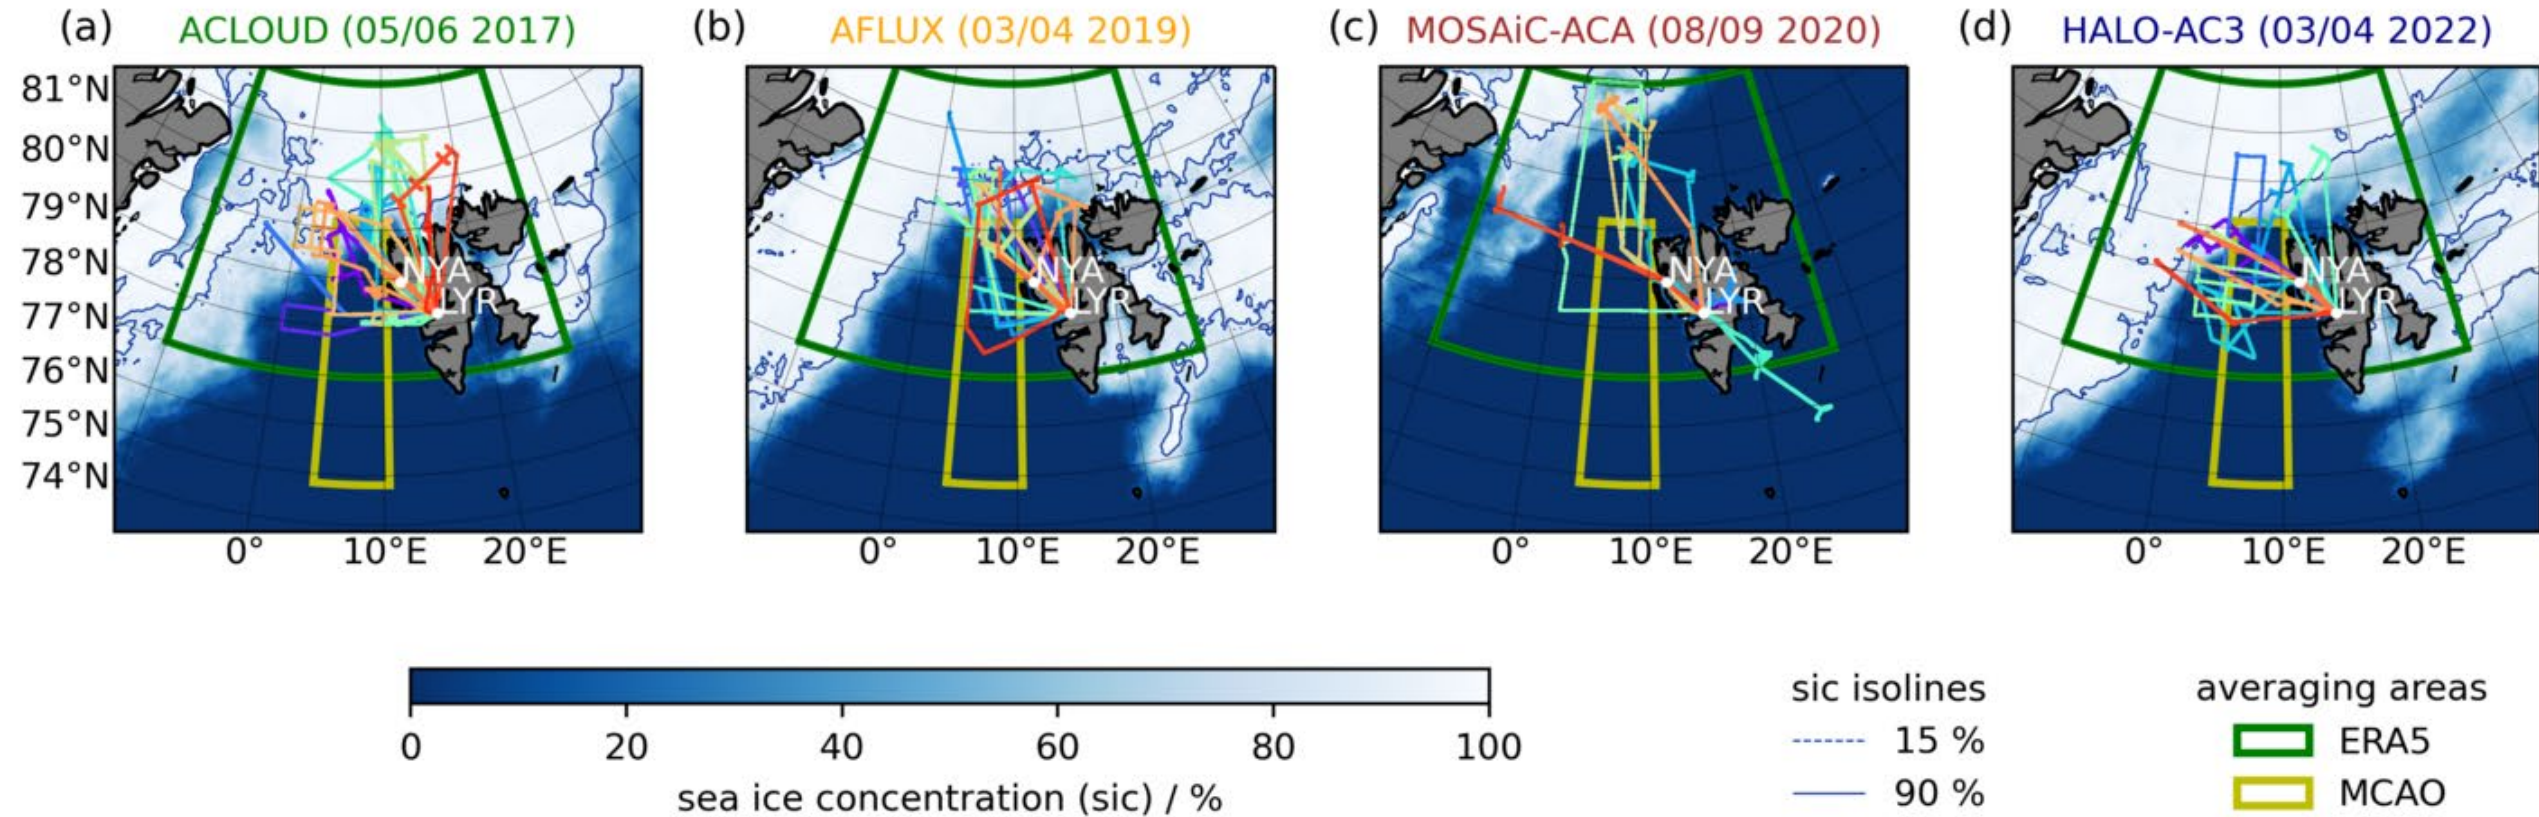 (a) ACLOUD (05/06 2017)
(b) AFLUX (03/04 2019)
(c) MOSAiC-ACA (08/09 2020)
(d) HALO-AC3 (03/04 2022)
81°N
80°N
79°N
78°N
77°N
76°N
75°N
74°N
NYA
LYR
NYA
LYR
NYA
LYR
NYA
LYR
0° 10°E 20°E
0° 10°E 20°E
0° 10°E 20°E
0° 10°E 20°E
0 20 40 60 80 100
sea ice concentration (sic) / %
sic isolines
15 %
90 %
averaging areas
ERA5
MCAO